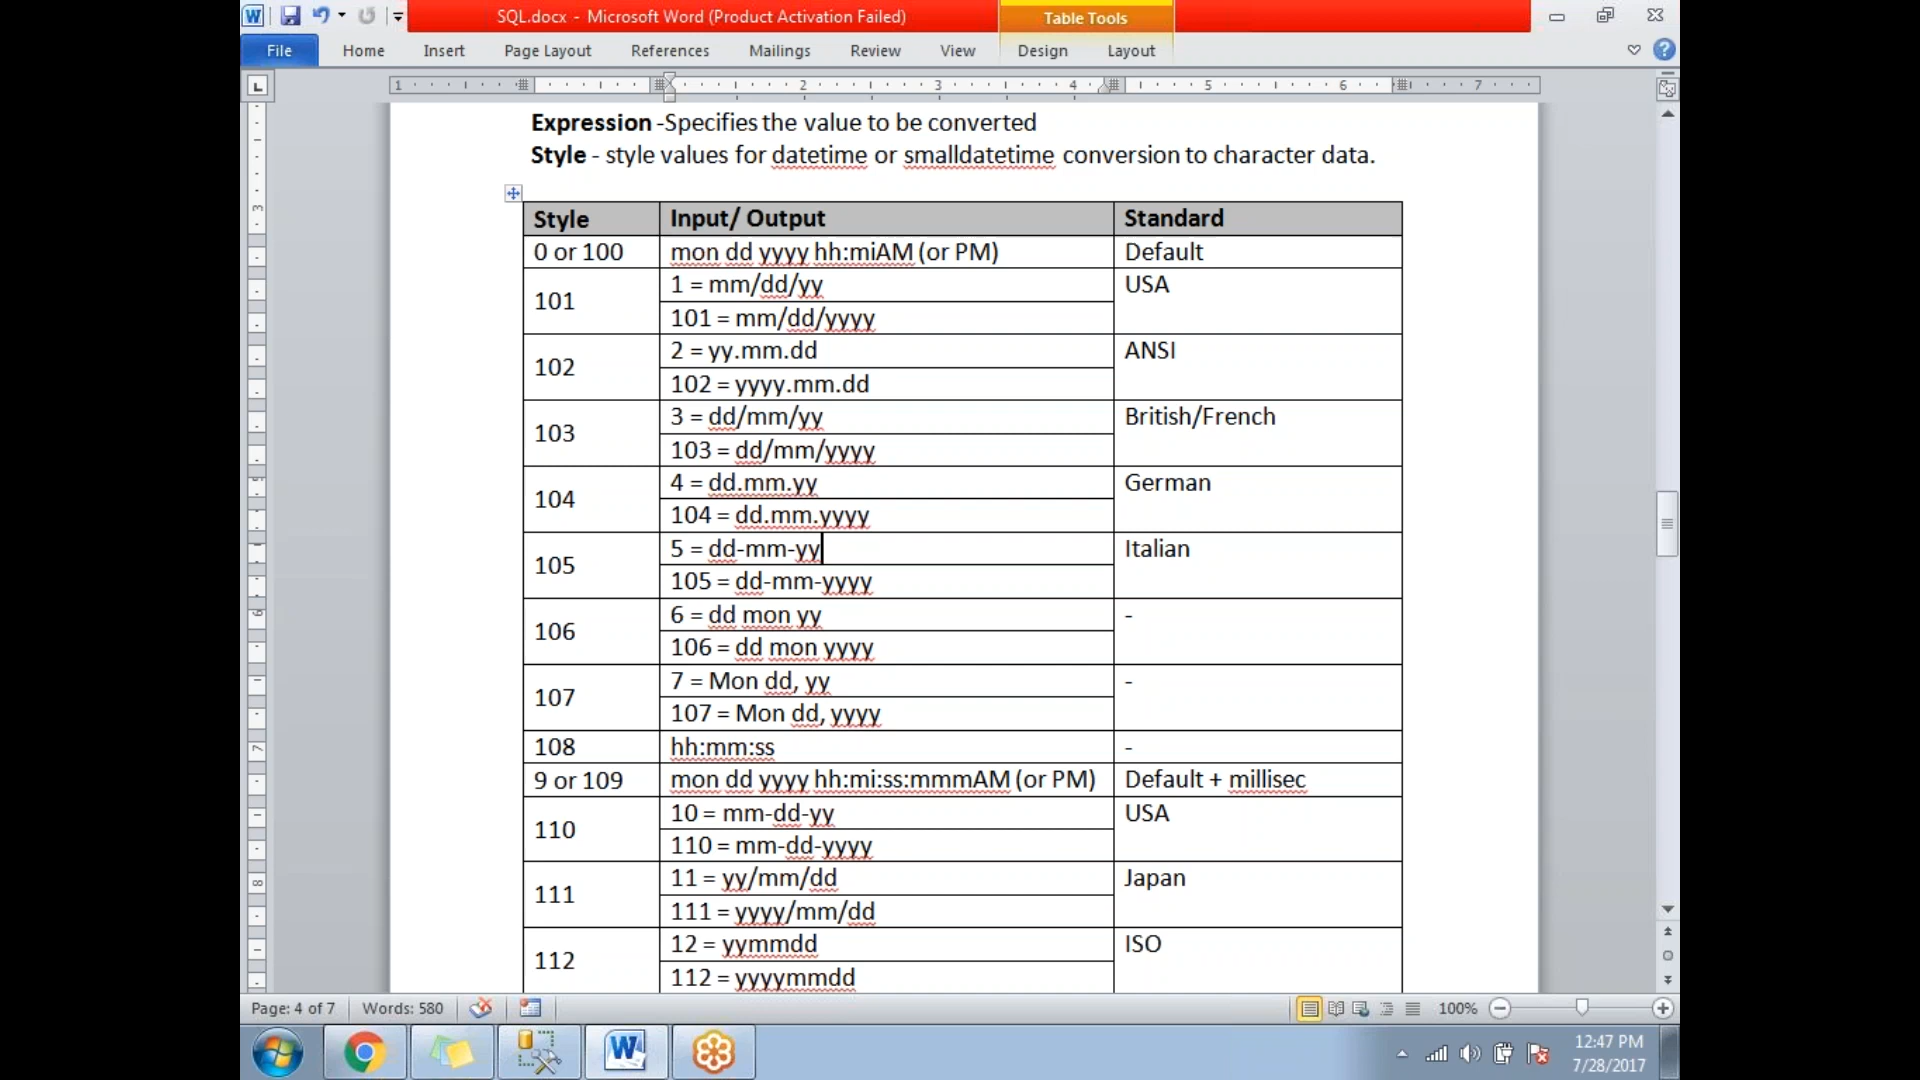 SQL.docx - Microsoft Word (Product Activation Failed)
Table Tools
File Home Insert Page Layout References Mailings Review View Design Layout
1 2 3 4 5 6 7
Expression -Specifies the value to be converted
Style - style values for datetime or smalldatetime conversion to character data.
Style Input/ Output Standard
0 or 100 mon dd yyyy hh:miAM (or PM) Default
101 1 = mm/dd/yy USA
101 = mm/dd/yyyy
102 2 = yy.mm.dd ANSI
102 = yyyy.mm.dd
103 3 = dd/mm/yy British/French
103 = dd/mm/yyyy
104 4 = dd.mm.yy German
104 = dd.mm.yyyy
105 5 = dd-mm-yy Italian
105 = dd-mm-yyyy
106 6 = dd mon yy -
106 = dd mon yyyy
107 7 = Mon dd, yy -
107 = Mon dd, yyyy
108 hh:mm:ss -
9 or 109 mon dd yyyy hh:mi:ss:mmmAM (or PM) Default + millisec
110 10 = mm-dd-yy USA
110 = mm-dd-yyyy
111 11 = yy/mm/dd Japan
111 = yyyy/mm/dd
112 12 = yymmdd ISO
112 = yyyymmdd
Page: 4 of 7 Words: 580 100%
12:47 PM
7/28/2017